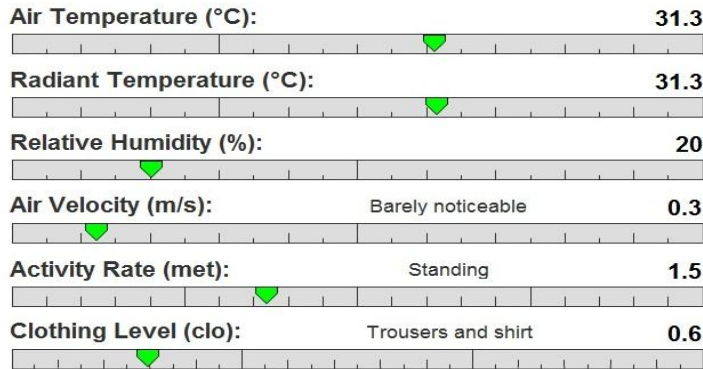 Air Temperature (°C): 31.3
Radiant Temperature (°C): 31.3
Relative Humidity (%): 20
Air Velocity (m/s): Barely noticeable 0.3
Activity Rate (met): Standing 1.5
Clothing Level (clo): Trousers and shirt 0.6